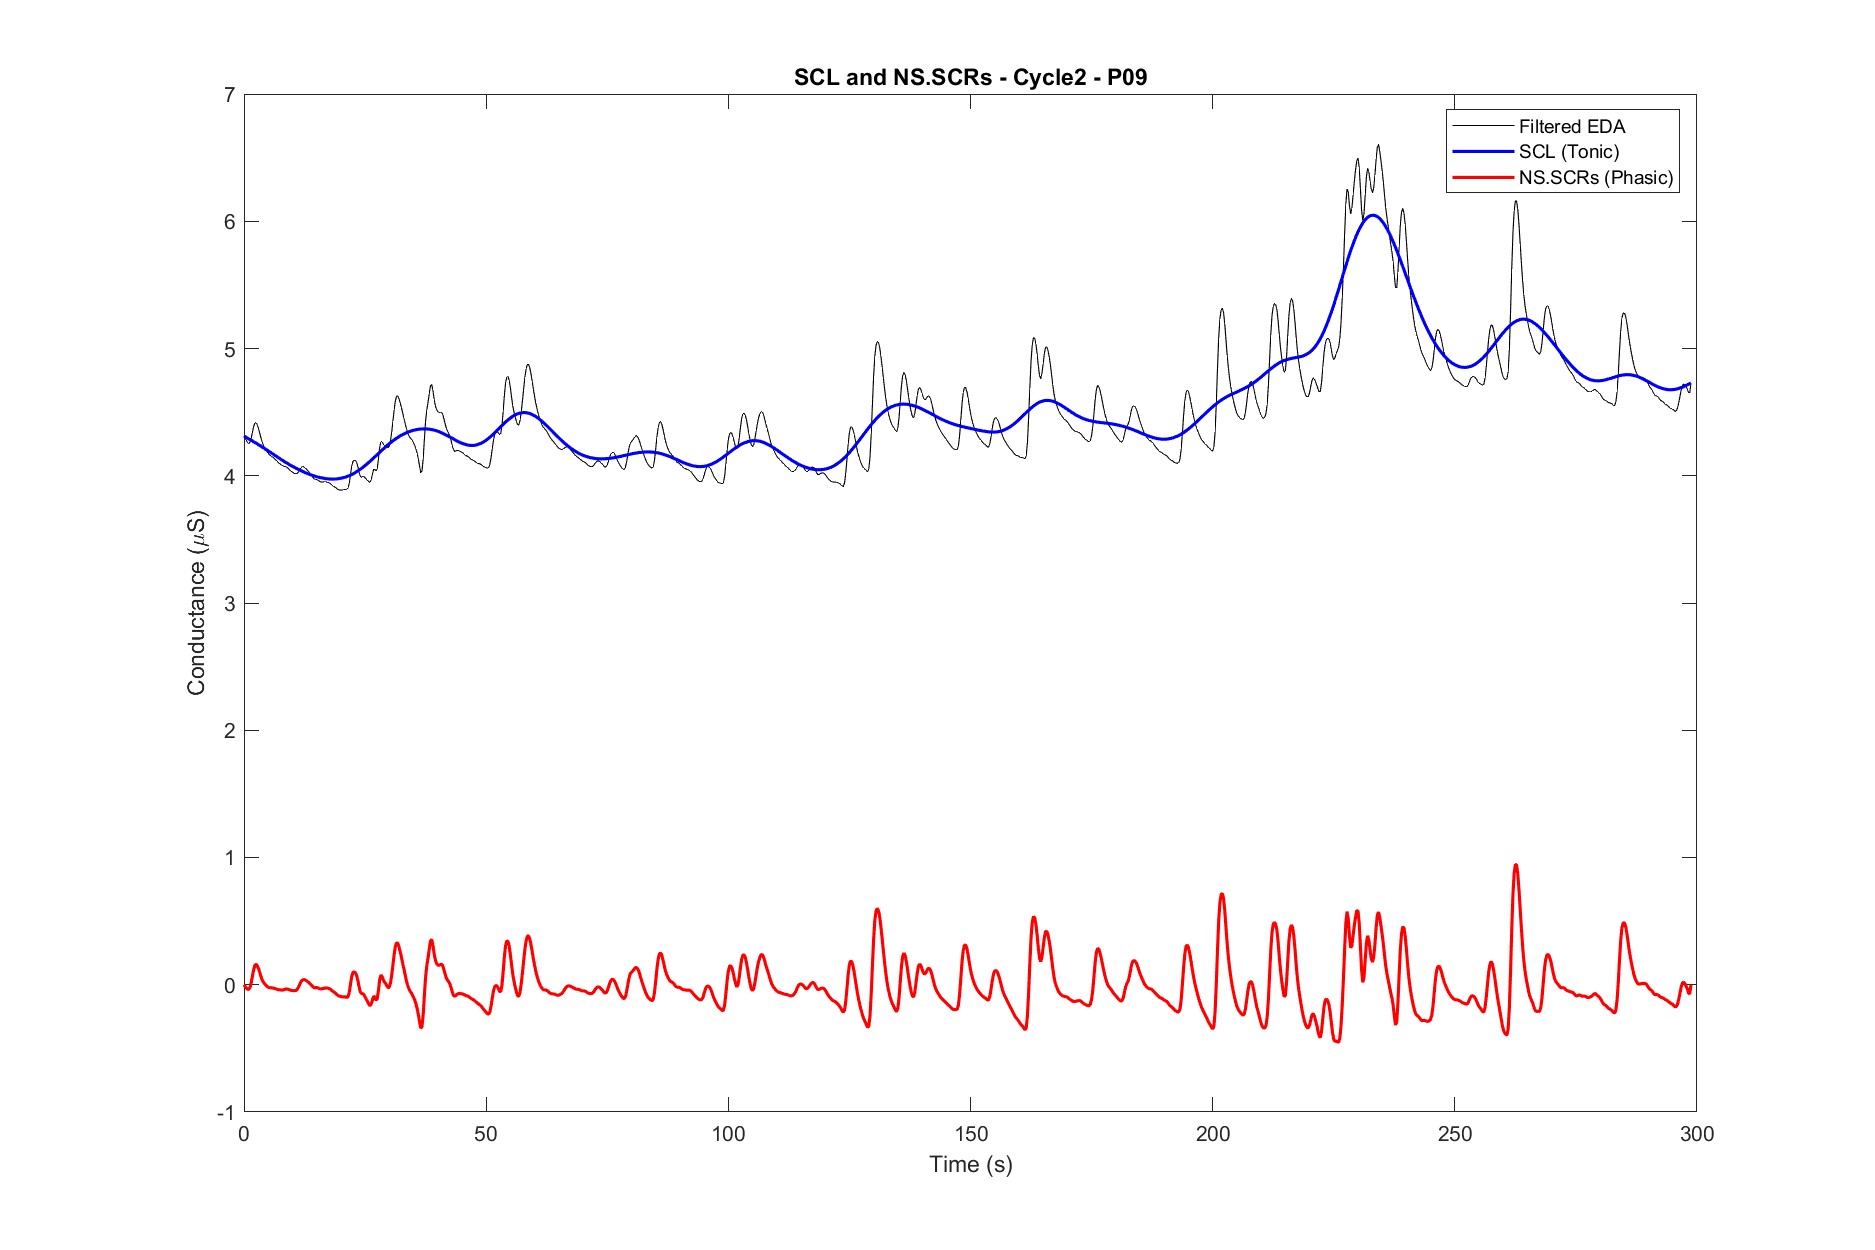 SCL and NS.SCRs - Cycle2 - P09
7
6
5
4
3
2
1
0
-1
Conductance (μS)
Filtered EDA
SCL (Tonic)
NS.SCRs (Phasic)
0 50 100 150 200 250 300
Time (s)